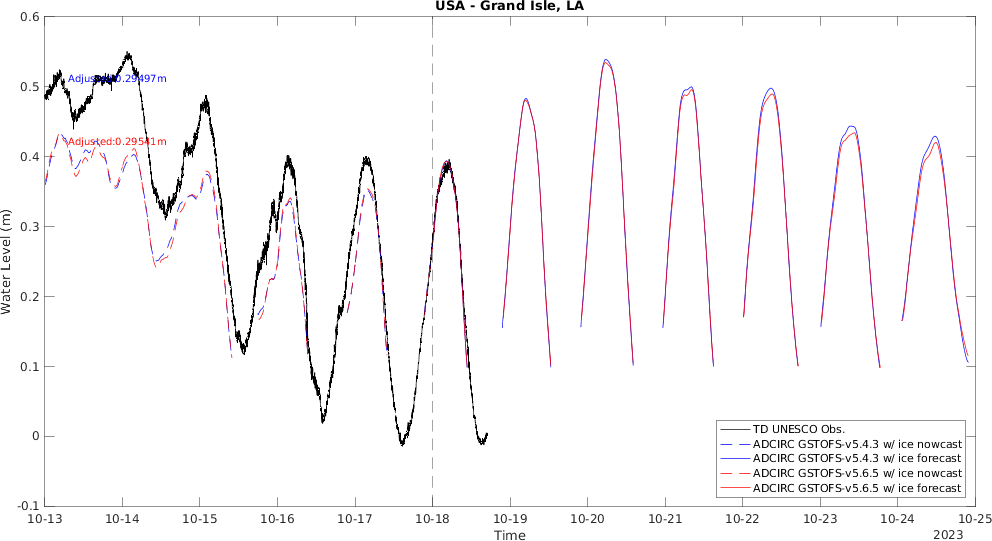 USA - Grand Isle, LA
0.6
0.5
0.4
0.3
0.2
0.1
0
-0.1
Water Level (m)
Adjusted:0.29497m
Adjusted:0.29541m
TD UNESCO Obs.
ADCIRC GSTOFS-v5.4.3 w/ ice nowcast
ADCIRC GSTOFS-v5.4.3 w/ ice forecast
ADCIRC GSTOFS-v5.6.5 w/ ice nowcast
ADCIRC GSTOFS-v5.6.5 w/ ice forecast
10-13 10-14 10-15 10-16 10-17 10-18 10-19 10-20 10-21 10-22 10-23 10-24 10-25
Time
2023